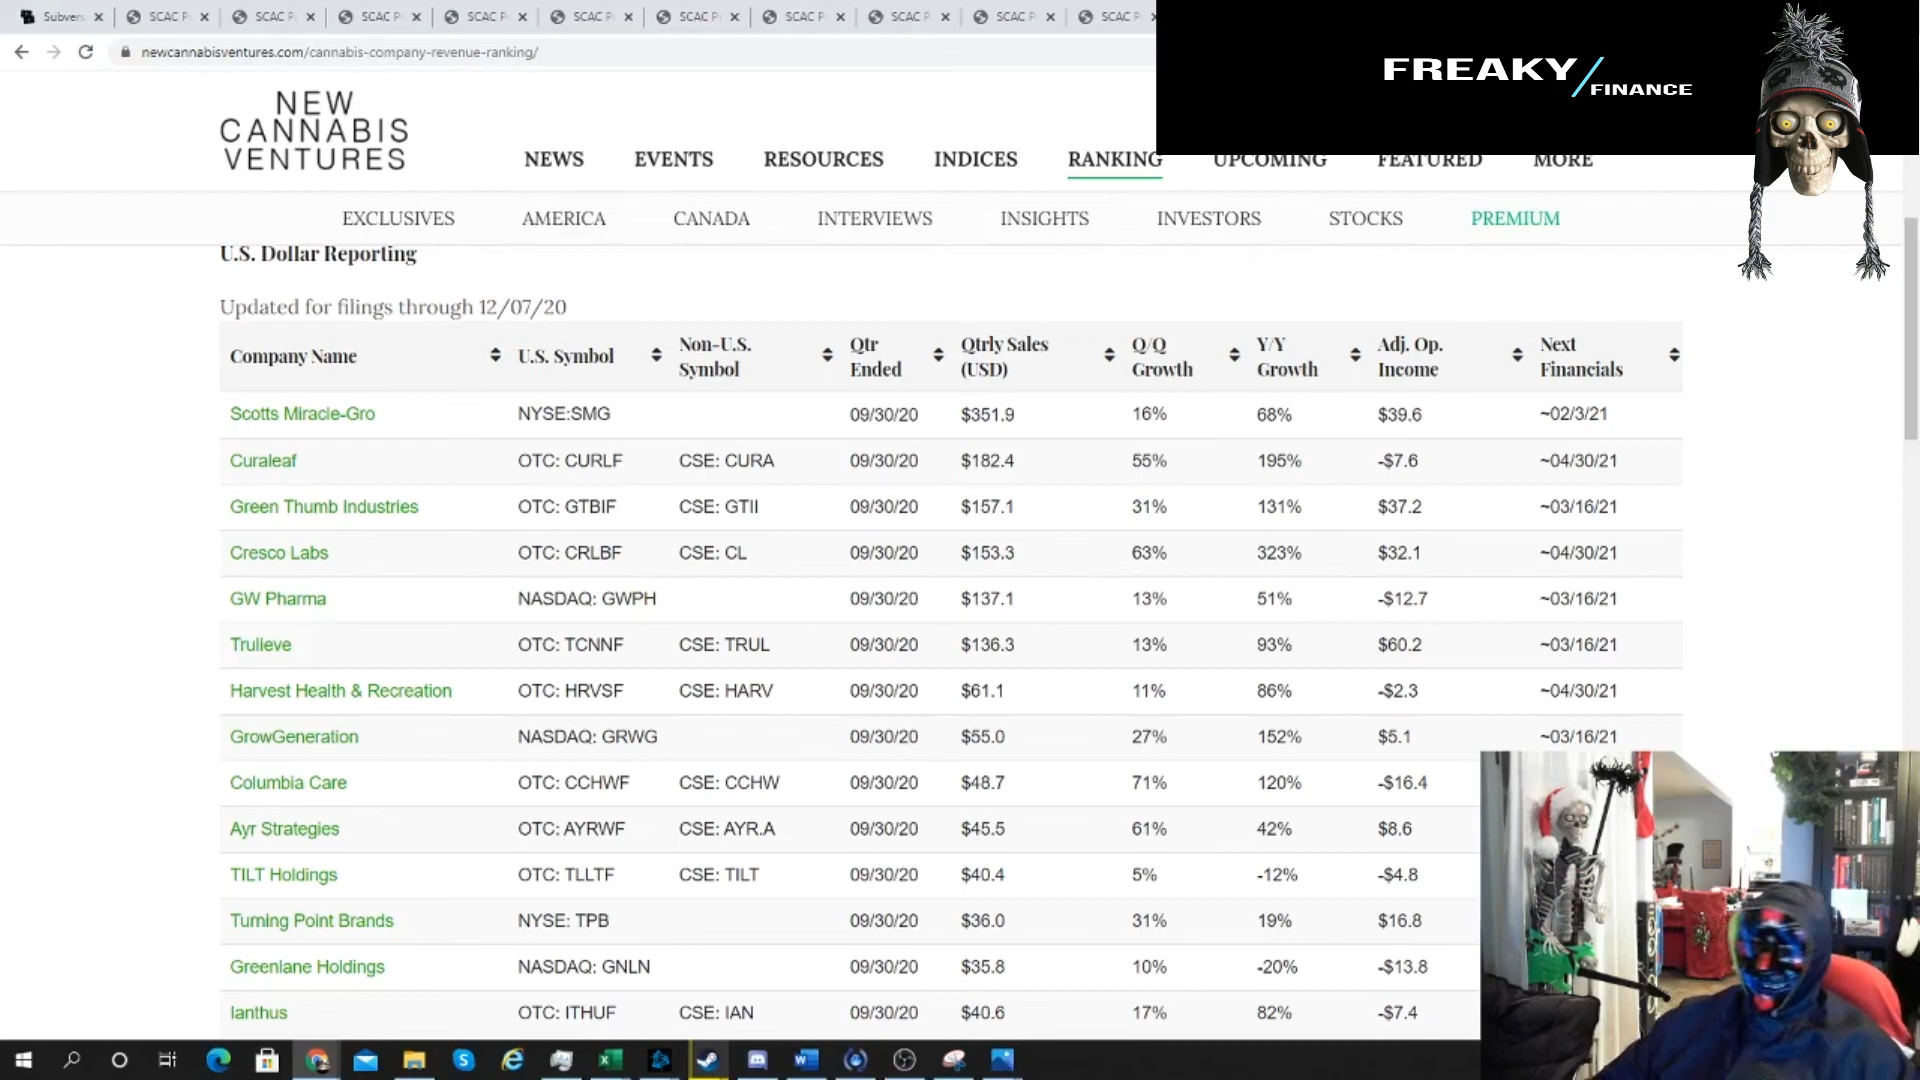 Subvers
SCAC P
SCAC P
SCAC P
SCAC P
SCAC P
SCAC P
SCAC P
SCAC P
SCAC P
SCAC P
newcannabisventures.com/cannabis-company-revenue-ranking/
FREAKY/FINANCE
NEW
CANNABIS
VENTURES
NEWS EVENTS RESOURCES INDICES RANKING UPCOMING FEATURED MORE
EXCLUSIVES AMERICA CANADA INTERVIEWS INSIGHTS INVESTORS STOCKS PREMIUM
U.S. Dollar Reporting
Updated for filings through 12/07/20
Company Name U.S. Symbol Non-U.S. Symbol Qtr Ended Qtrly Sales (USD) Q/Q Growth Y/Y Growth Adj. Op. Income Next Financials
Scotts Miracle-Gro NYSE:SMG 09/30/20 $351.9 16% 68% $39.6 ~02/3/21
Curaleaf OTC: CURLF CSE: CURA 09/30/20 $182.4 55% 195% -$7.6 ~04/30/21
Green Thumb Industries OTC: GTBIF CSE: GTII 09/30/20 $157.1 31% 131% $37.2 ~03/16/21
Cresco Labs OTC: CRLBF CSE: CL 09/30/20 $153.3 63% 323% $32.1 ~04/30/21
GW Pharma NASDAQ: GWPH 09/30/20 $137.1 13% 51% -$12.7 ~03/16/21
Trulieve OTC: TCNNF CSE: TRUL 09/30/20 $136.3 13% 93% $60.2 ~03/16/21
Harvest Health & Recreation OTC: HRVSF CSE: HARV 09/30/20 $61.1 11% 86% -$2.3 ~04/30/21
GrowGeneration NASDAQ: GRWG 09/30/20 $55.0 27% 152% $5.1 ~03/16/21
Columbia Care OTC: CCHWF CSE: CCHW 09/30/20 $48.7 71% 120% -$16.4
Ayr Strategies OTC: AYRWF CSE: AYR.A 09/30/20 $45.5 61% 42% $8.6
TILT Holdings OTC: TLLTF CSE: TILT 09/30/20 $40.4 5% -12% -$4.8
Turning Point Brands NYSE: TPB 09/30/20 $36.0 31% 19% $16.8
Greenlane Holdings NASDAQ: GNLN 09/30/20 $35.8 10% -20% -$13.8
Ianthus OTC: ITHUF CSE: IAN 09/30/20 $40.6 17% 82% -$7.4